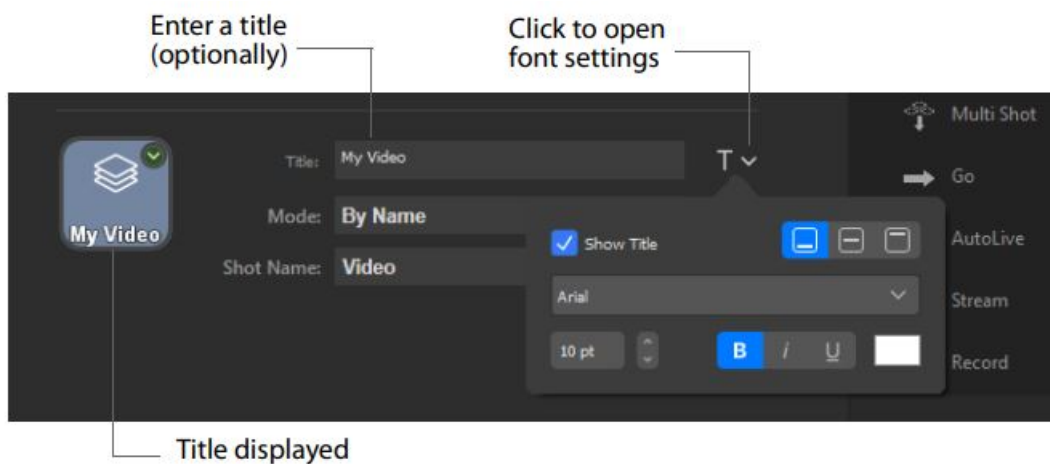 Enter a title
(optionally)
Click to open
font settings
Multi Shot
Title: My Video
T
Go
Mode: By Name
My Video
Show Title
AutoLive
Shot Name: Video
Arial
Stream
10 pt
B i U
Record
Title displayed